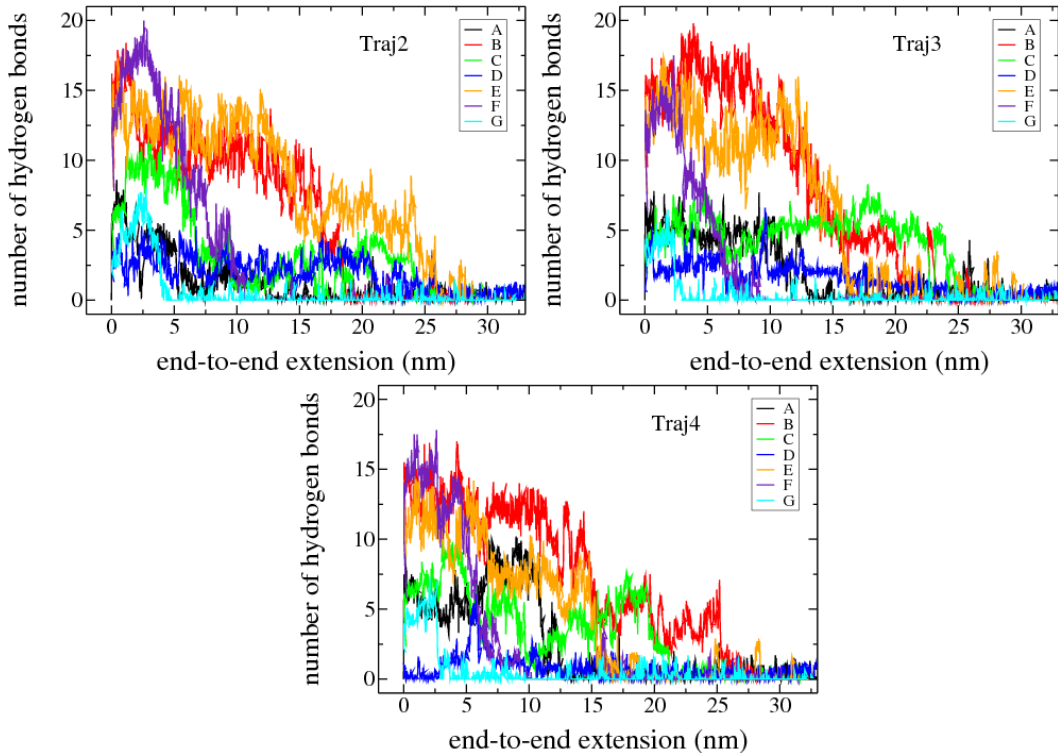 number of hydrogen bonds
20
15
10
5
0
Traj2
A
B
C
D
E
F
G
0 5 10 15 20 25 30
end-to-end extension (nm)
number of hydrogen bonds
20
15
10
5
0
Traj3
A
B
C
D
E
F
G
0 5 10 15 20 25 30
end-to-end extension (nm)
number of hydrogen bonds
20
15
10
5
0
Traj4
A
B
C
D
E
F
G
0 5 10 15 20 25 30
end-to-end extension (nm)